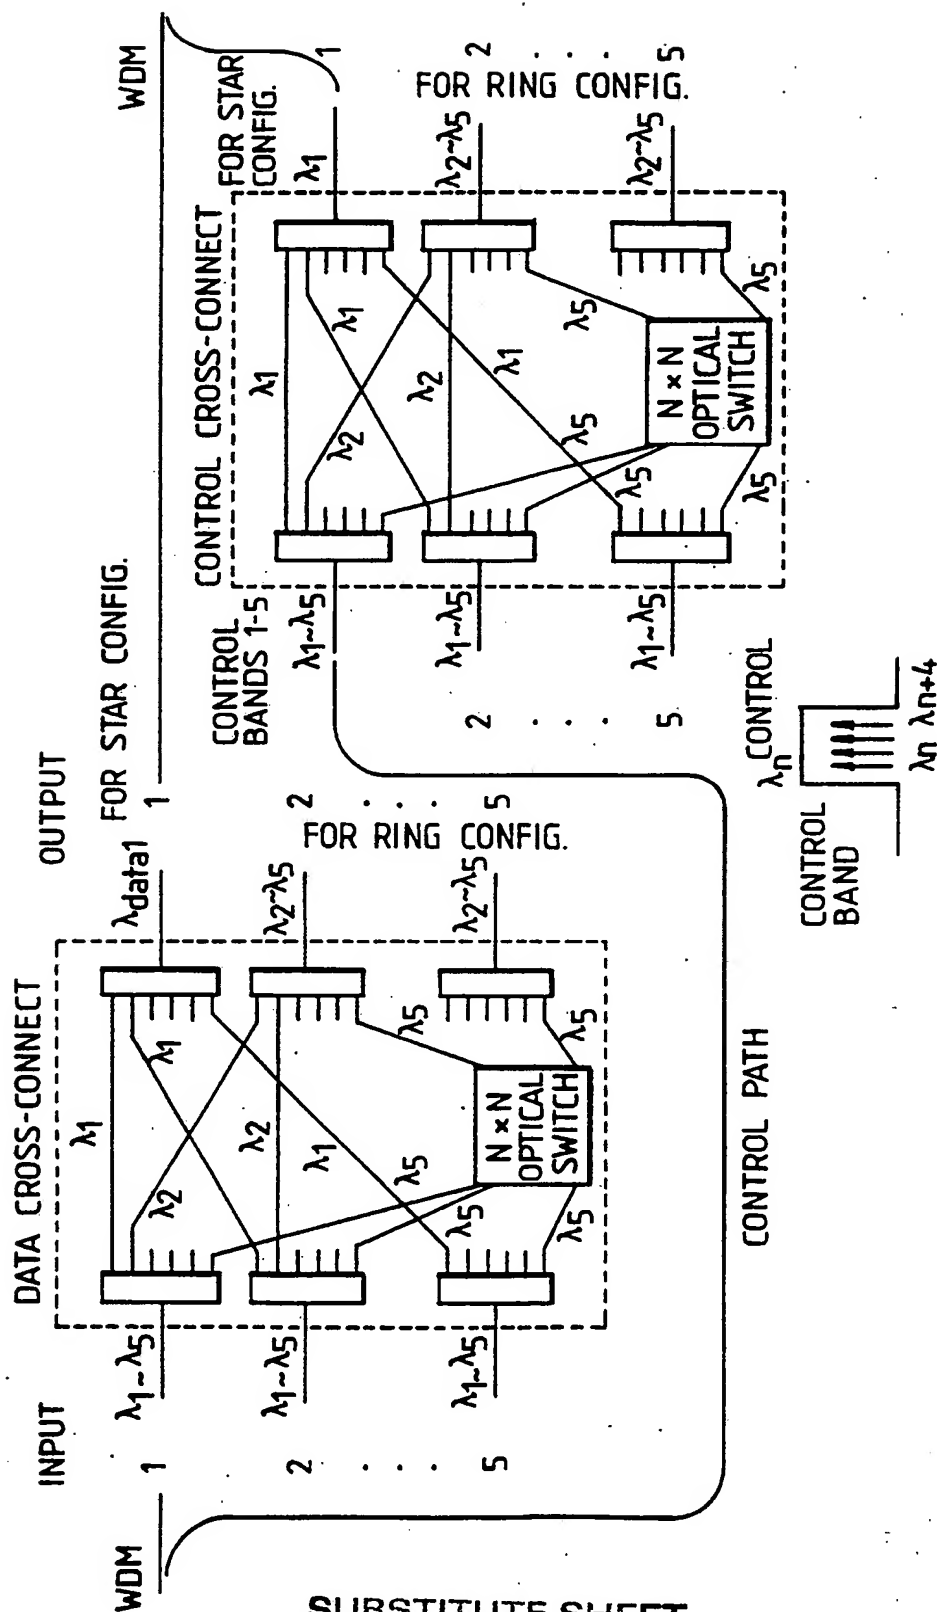 WDM
INPUT
1
2
. . .
5
λ1~λ5
λ1~λ5
λ1~λ5
DATA CROSS-CONNECT
λ1
λ2
λ1
λ2
λ1
λ5
λ5
λ5
λ5
λ5
N × N
OPTICAL
SWITCH
OUTPUT
λdata1
λ2~λ5
λ2~λ5
1
FOR STAR CONFIG.
2
. . .
5
FOR RING CONFIG.
CONTROL PATH
CONTROL
BANDS 1-5
λ1~λ5
λ1~λ5
λ1~λ5
2
. . .
5
CONTROL CROSS-CONNECT
λ1
λ2
λ1
λ2
λ1
λ5
λ5
λ5
λ5
λ5
N × N
OPTICAL
SWITCH
WDM
FOR STAR
CONFIG.
λ1
1
λ2~λ5
λ2~λ5
2
. . .
5
FOR RING CONFIG.
CONTROL
BAND
λn
CONTROL
λn λn+4
SUBSTITUTE SHEET